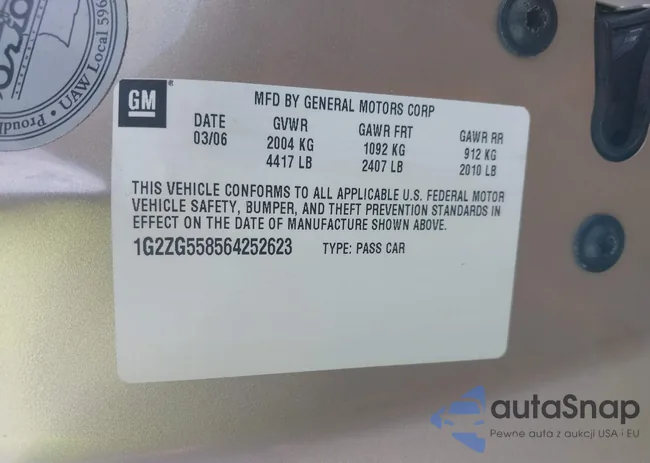 UAW Local 596
Proudly
GM
MFD BY GENERAL MOTORS CORP
DATE GVWR GAWR FRT GAWR RR
03/06 2004 KG 1092 KG 912 KG
4417 LB 2407 LB 2010 LB
THIS VEHICLE CONFORMS TO ALL APPLICABLE U.S. FEDERAL MOTOR
VEHICLE SAFETY, BUMPER, AND THEFT PREVENTION STANDARDS IN
EFFECT ON THE DATE OF MANUFACTURE SHOWN ABOVE.
1G2ZG558564252623 TYPE: PASS CAR
autaSnap
Pewne auta z aukcji USA i EU